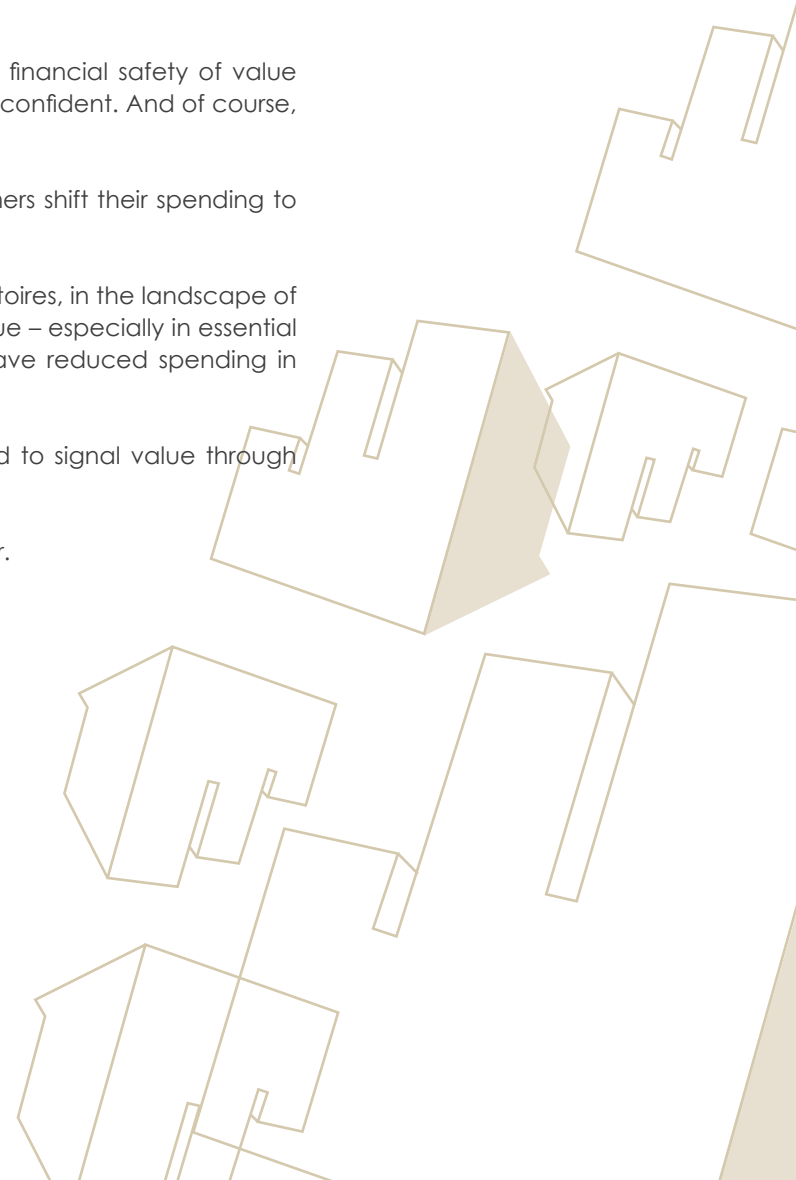 financial safety of value
confident. And of course,
ners shift their spending to
toires, in the landscape of
ue – especially in essential
ave reduced spending in
d to signal value through
r.